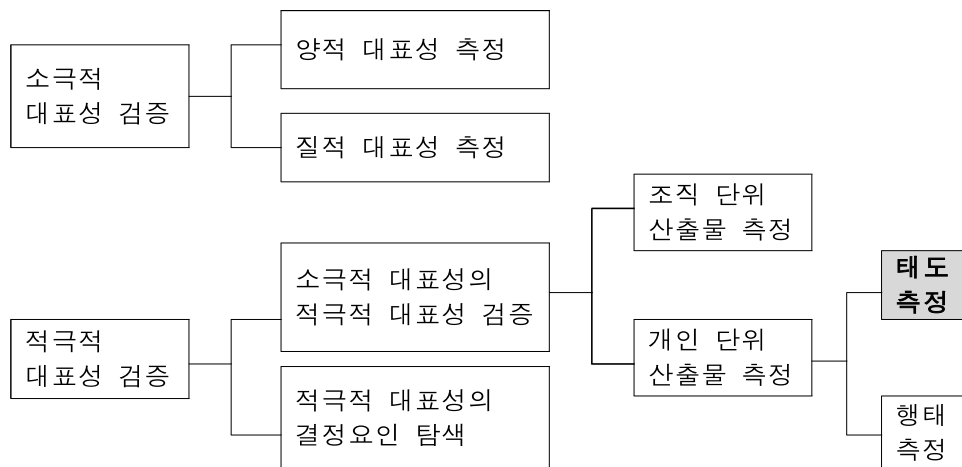 소극적
대표성 검증
양적 대표성 측정
질적 대표성 측정
적극적
대표성 검증
소극적 대표성의
적극적 대표성 검증
적극적 대표성의
결정요인 탐색
조직 단위
산출물 측정
개인 단위
산출물 측정
태도
측정
행태
측정